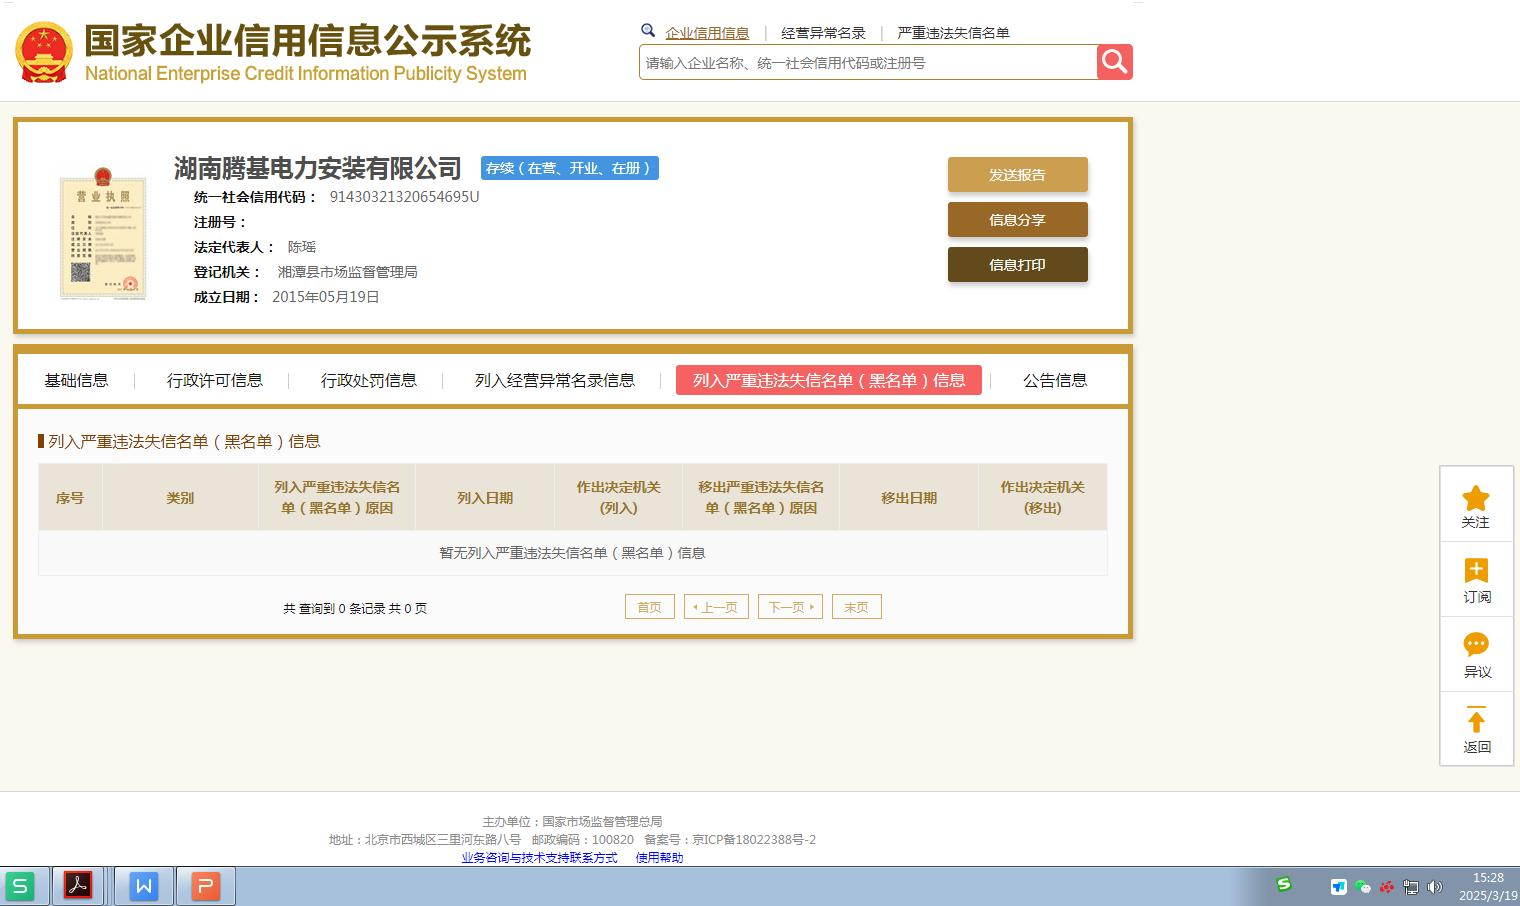 国家企业信用信息公示系统
National Enterprise Credit Information Publicity System
企业信用信息 | 经营异常名录 | 严重违法失信名单
请输入企业名称、统一社会信用代码或注册号
湖南腾基电力安装有限公司 存续（在营、开业、在册）
统一社会信用代码： 91430321320654695U
注册号：
法定代表人： 陈瑶
登记机关： 湘潭县市场监督管理局
成立日期： 2015年05月19日
营业执照
发送报告
信息分享
信息打印
基础信息 | 行政许可信息 | 行政处罚信息 | 列入经营异常名录信息 | 列入严重违法失信名单（黑名单）信息 | 公告信息
列入严重违法失信名单（黑名单）信息
序号 类别 列入严重违法失信名单（黑名单）原因 列入日期 作出决定机关(列入) 移出严重违法失信名单（黑名单）原因 移出日期 作出决定机关(移出)
暂无列入严重违法失信名单（黑名单）信息
共 查询到 0 条记录 共 0 页 首页 上一页 下一页 末页
关注
订阅
异议
返回
主办单位：国家市场监督管理总局
地址：北京市西城区三里河东路八号 邮政编码：100820 备案号：京ICP备18022388号-2
业务咨询与技术支持联系方式 使用帮助
15:28
2025/3/19